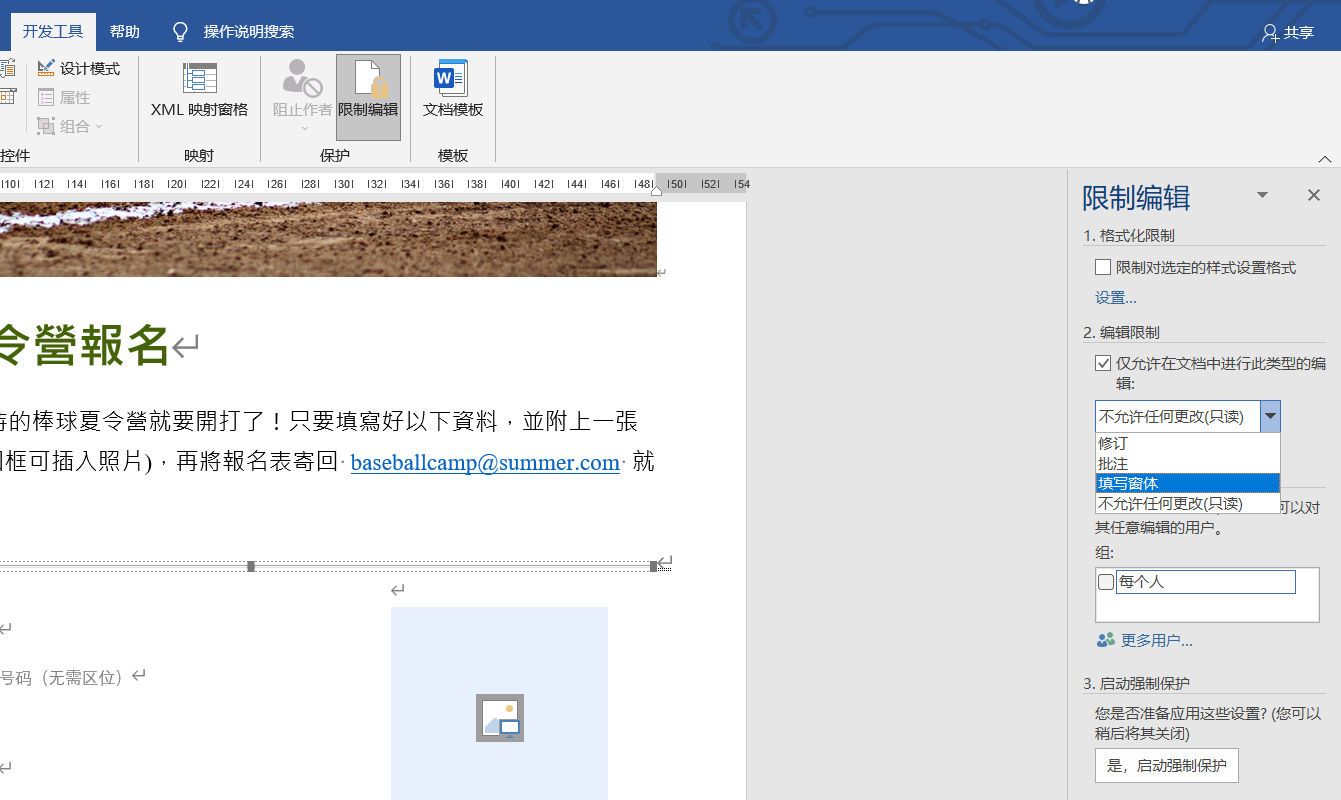 开发工具 帮助 操作说明搜索 共享
设计模式
属性
组合
XML 映射窗格
阻止作者
限制编辑
文档模板
控件 映射 保护 模板
10 12 14 16 18 20 22 24 26 28 30 32 34 36 38 40 42 44 46 48 50 52 54
令營報名
的棒球夏令營就要開打了！只要填寫好以下資料，並附上一張
框可插入照片)，再將報名表寄回 baseballcamp@summer.com 就
号码（无需区位）
限制编辑
1. 格式化限制
限制对选定的样式设置格式
设置...
2. 编辑限制
仅允许在文档中进行此类型的编
辑:
不允许任何更改(只读)
修订
批注
填写窗体
不允许任何更改(只读)
可以对
其任意编辑的用户。
组:
每个人
更多用户...
3. 启动强制保护
您是否准备应用这些设置? (您可以
稍后将其关闭)
是，启动强制保护